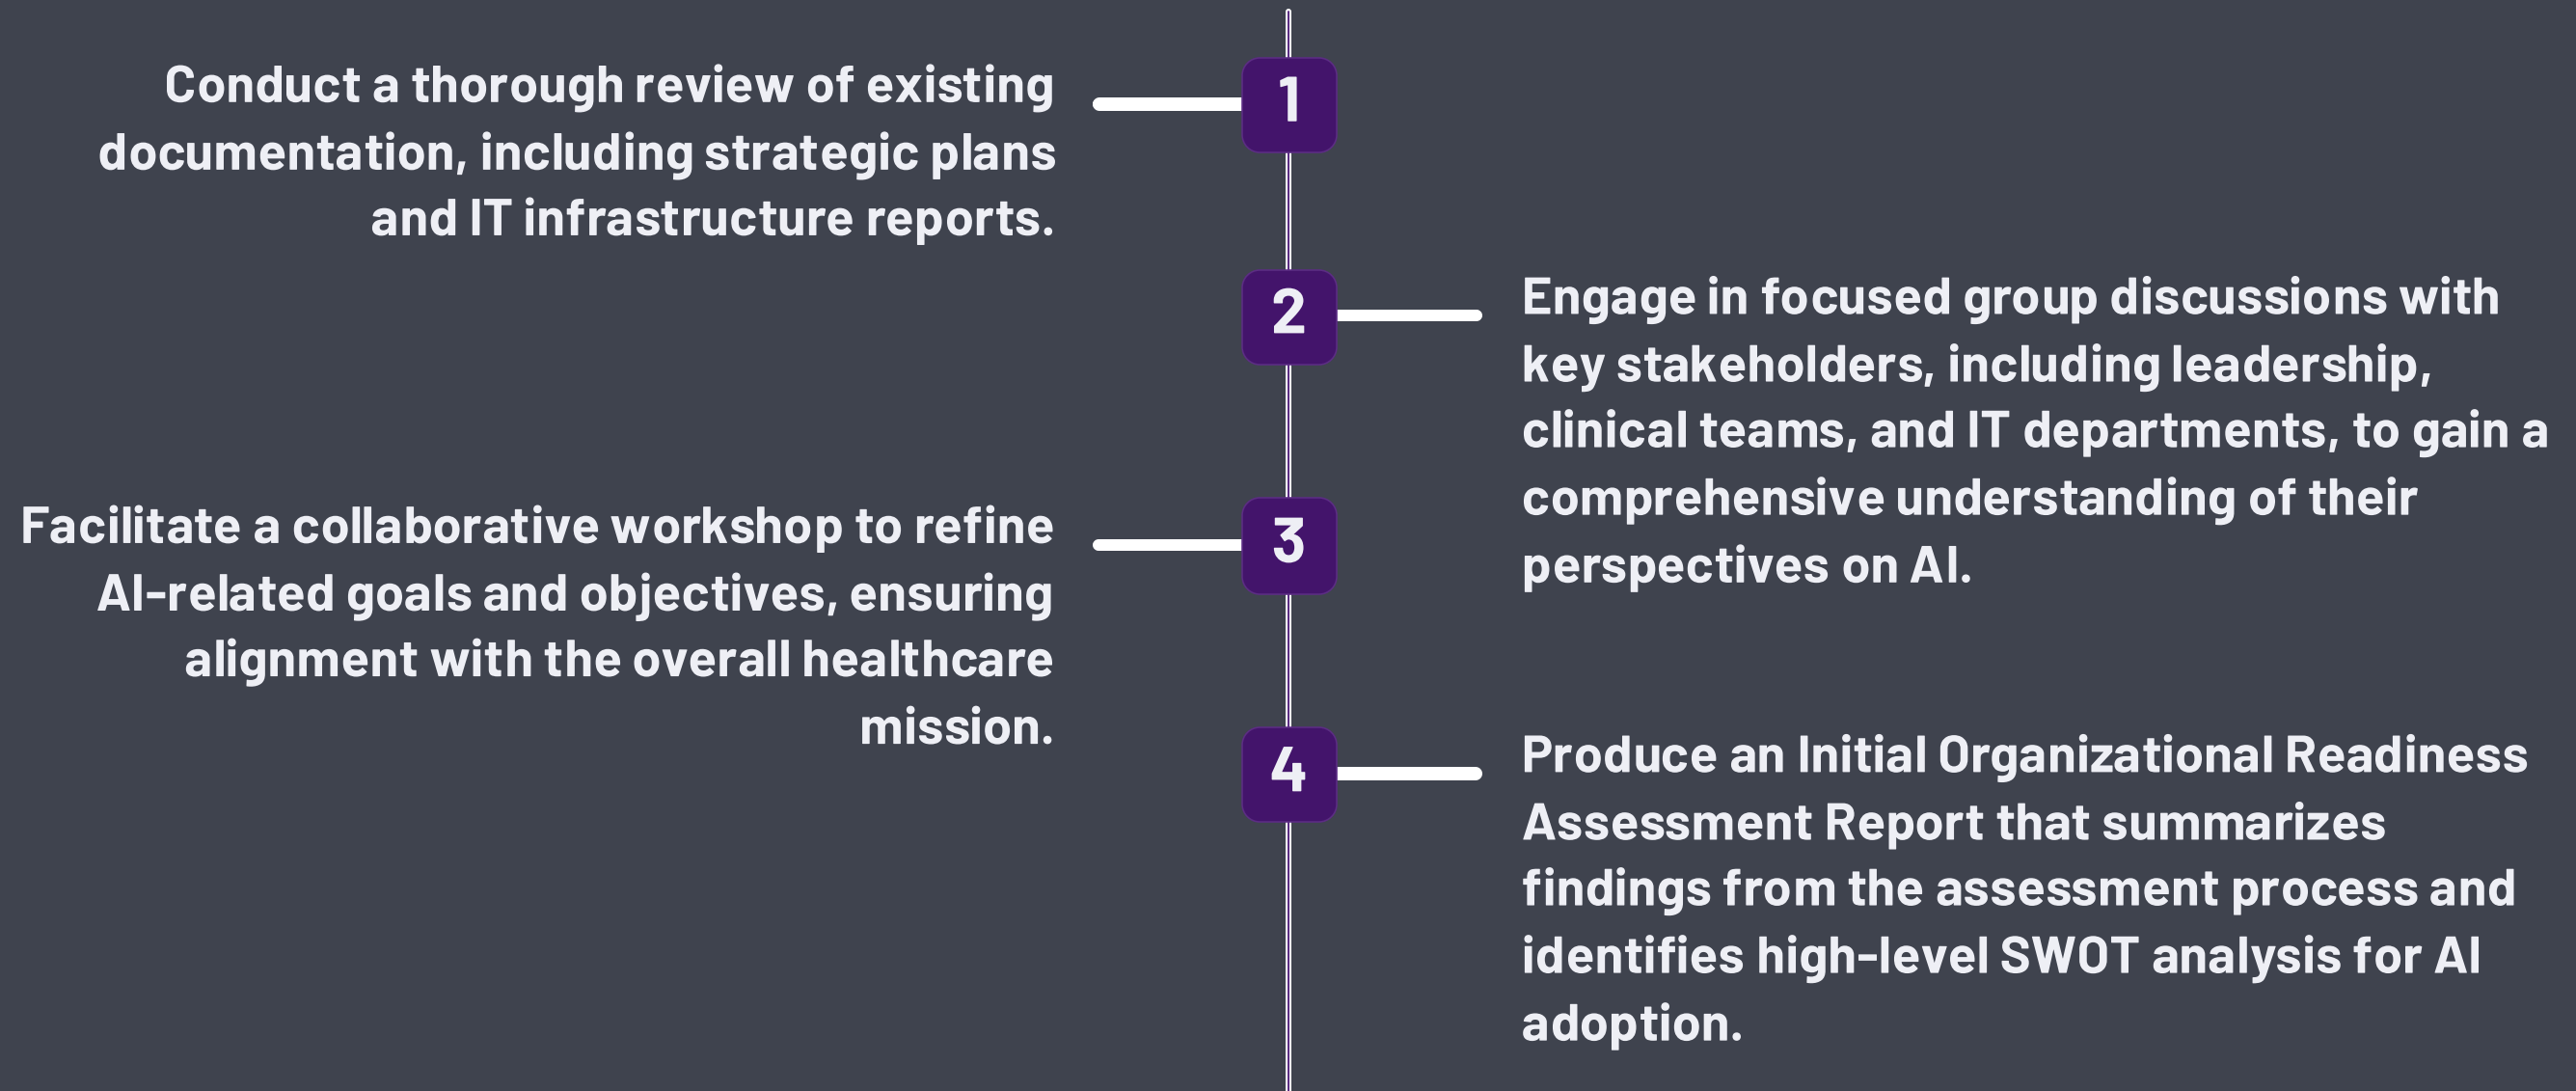 1
Conduct a thorough review of existing
documentation, including strategic plans
and IT infrastructure reports.
2
Engage in focused group discussions with
key stakeholders, including leadership,
clinical teams, and IT departments, to gain a
comprehensive understanding of their
perspectives on AI.
3
Facilitate a collaborative workshop to refine
AI-related goals and objectives, ensuring
alignment with the overall healthcare
mission.
4
Produce an Initial Organizational Readiness
Assessment Report that summarizes
findings from the assessment process and
identifies high-level SWOT analysis for AI
adoption.